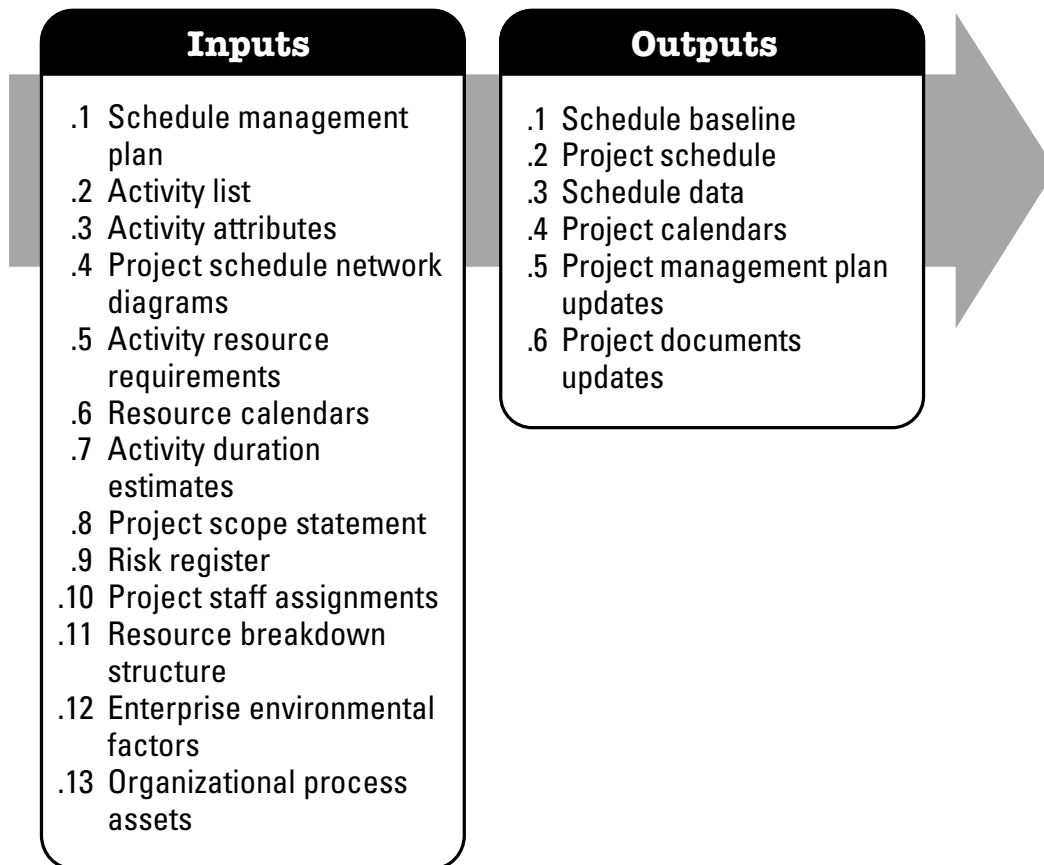 Inputs
.1 Schedule management
plan
.2 Activity list
.3 Activity attributes
.4 Project schedule network
diagrams
.5 Activity resource
requirements
.6 Resource calendars
.7 Activity duration
estimates
.8 Project scope statement
.9 Risk register
.10 Project staff assignments
.11 Resource breakdown
structure
.12 Enterprise environmental
factors
.13 Organizational process
assets
Outputs
.1 Schedule baseline
.2 Project schedule
.3 Schedule data
.4 Project calendars
.5 Project management plan
updates
.6 Project documents
updates